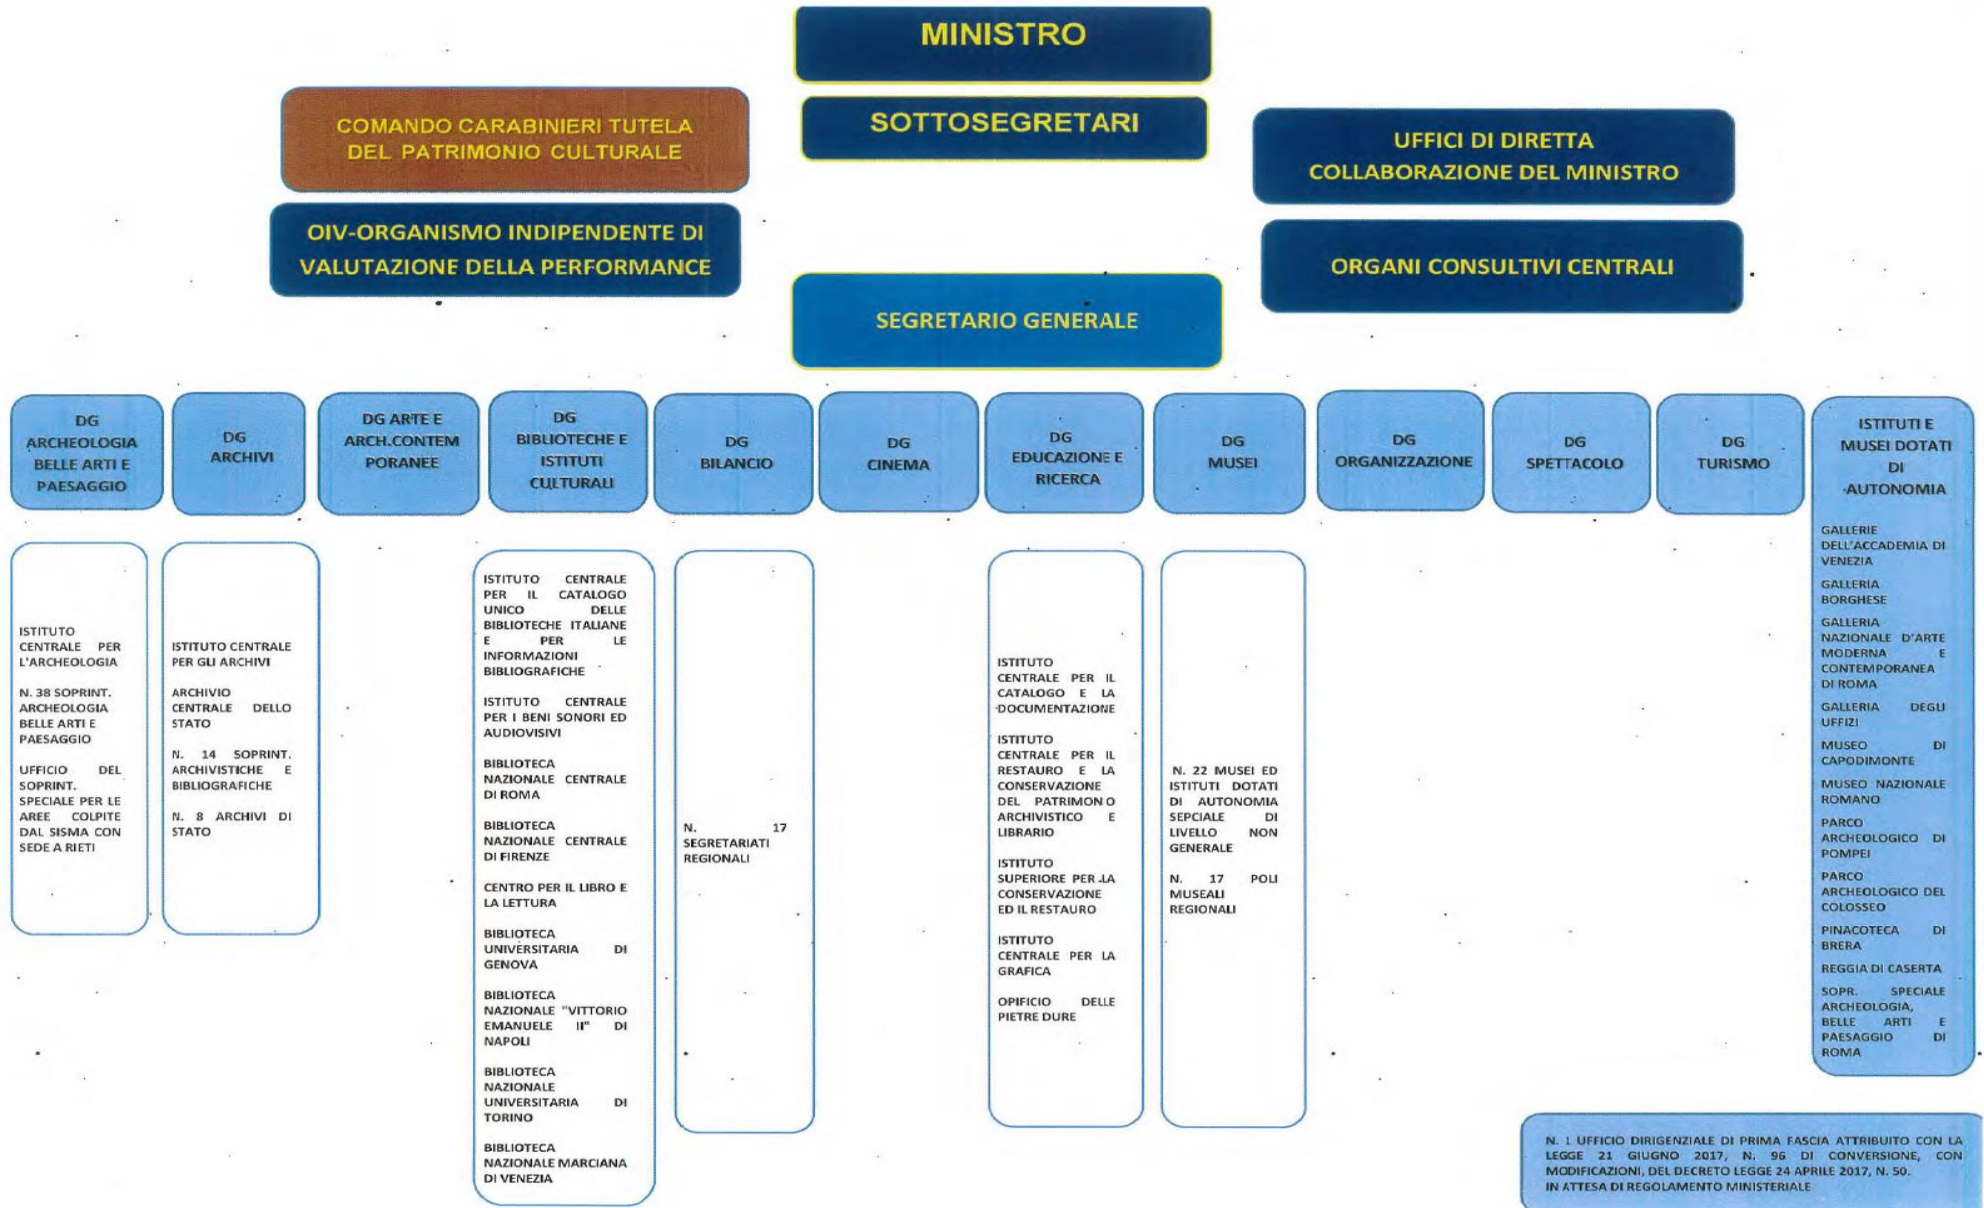 MINISTRO
SOTTOSEGRETARI
COMANDO CARABINIERI TUTELA
DEL PATRIMONIO CULTURALE
UFFICI DI DIRETTA
COLLABORAZIONE DEL MINISTRO
OIV-ORGANISMO INDIPENDENTE DI
VALUTAZIONE DELLA PERFORMANCE
ORGANI CONSULTIVI CENTRALI
SEGRETARIO GENERALE
DG
ARCHEOLOGIA
BELLE ARTI E
PAESAGGIO
DG
ARCHIVI
DG ARTE E
ARCH.CONTEM
PORANEE
DG
BIBLIOTECHE E
ISTITUTI
CULTURALI
DG
BILANCIO
DG
CINEMA
DG
EDUCAZIONE E
RICERCA
DG
MUSEI
DG
ORGANIZZAZIONE
DG
SPETTACOLO
DG
TURISMO
ISTITUTI E
MUSEI DOTATI
DI
AUTONOMIA
ISTITUTO
CENTRALE PER
L'ARCHEOLOGIA
N. 38 SOPRINT.
ARCHEOLOGIA
BELLE ARTI E
PAESAGGIO
UFFICIO DEL
SOPRINT.
SPECIALE PER LE
AREE COLPITE
DAL SISMA CON
SEDE A RIETI
ISTITUTO CENTRALE
PER GLI ARCHIVI
ARCHIVIO
CENTRALE DELLO
STATO
N. 14 SOPRINT.
ARCHIVISTICHE E
BIBLIOGRAFICHE
N. 8 ARCHIVI DI
STATO
ISTITUTO CENTRALE
PER IL CATALOGO
UNICO DELLE
BIBLIOTECHE ITALIANE
E PER LE
INFORMAZIONI
BIBLIOGRAFICHE
ISTITUTO CENTRALE
PER I BENI SONORI ED
AUDIOVISIVI
BIBLIOTECA
NAZIONALE CENTRALE
DI ROMA
BIBLIOTECA
NAZIONALE CENTRALE
DI FIRENZE
CENTRO PER IL LIBRO E
LA LETTURA
BIBLIOTECA
UNIVERSITARIA DI
GENOVA
BIBLIOTECA
NAZIONALE "VITTORIO
EMANUELE II" DI
NAPOLI
BIBLIOTECA
NAZIONALE
UNIVERSITARIA DI
TORINO
BIBLIOTECA
NAZIONALE MARCIANA
DI VENEZIA
N. 17
SEGRETARIATI
REGIONALI
ISTITUTO
CENTRALE PER IL
CATALOGO E LA
DOCUMENTAZIONE
ISTITUTO
CENTRALE PER IL
RESTAURO E LA
CONSERVAZIONE
DEL PATRIMONIO
ARCHIVISTICO E
LIBRARIO
ISTITUTO
SUPERIORE PER LA
CONSERVAZIONE
ED IL RESTAURO
ISTITUTO
CENTRALE PER LA
GRAFICA
OPIFICIO DELLE
PIETRE DURE
N. 22 MUSEI ED
ISTITUTI DOTATI
DI AUTONOMIA
SEPCIALE DI
LIVELLO NON
GENERALE
N. 17 POLI
MUSEALI
REGIONALI
GALLERIE
DELL'ACCADEMIA DI
VENEZIA
GALLERIA
BORGHESE
GALLERIA
NAZIONALE D'ARTE
MODERNA E
CONTEMPORANEA
DI ROMA
GALLERIA DEGLI
UFFIZI
MUSEO DI
CAPODIMONTE
MUSEO NAZIONALE
ROMANO
PARCO
ARCHEOLOGICO DI
POMPEI
PARCO
ARCHEOLOGICO DEL
COLOSSEO
PINACOTECA DI
BRERA
REGGIA DI CASERTA
SOPR. SPECIALE
ARCHEOLOGIA,
BELLE ARTI E
PAESAGGIO DI
ROMA
N. 1 UFFICIO DIRIGENZIALE DI PRIMA FASCIA ATTRIBUITO CON LA
LEGGE 21 GIUGNO 2017, N. 96 DI CONVERSIONE, CON
MODIFICAZIONI, DEL DECRETO LEGGE 24 APRILE 2017, N. 50.
IN ATTESA DI REGOLAMENTO MINISTERIALE